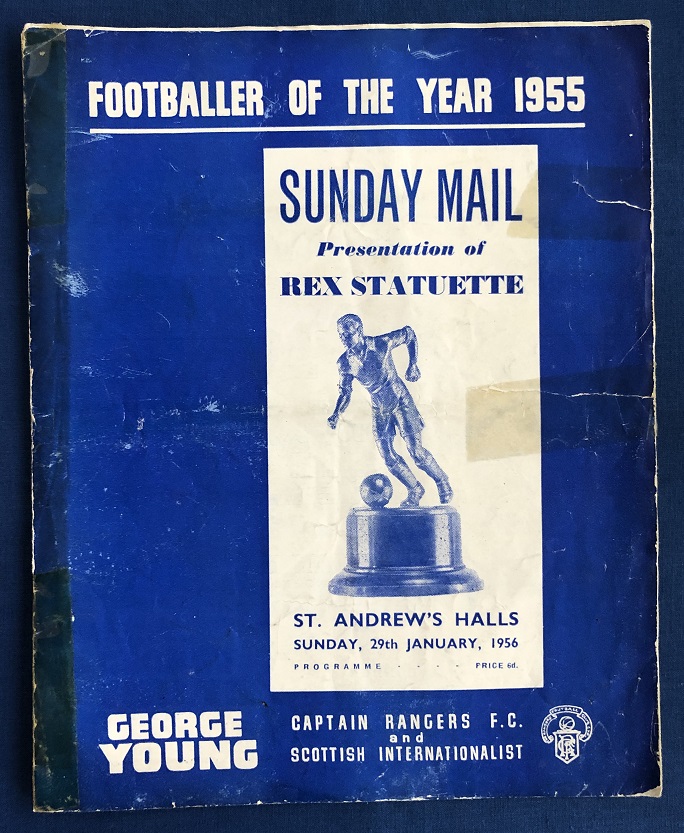 FOOTBALLER OF THE YEAR 1955
SUNDAY MAIL
Presentation of
REX STATUETTE
ST. ANDREW'S HALLS
SUNDAY, 29th JANUARY, 1956
PROGRAMME - - - - PRICE 6d.
GEORGE
YOUNG
CAPTAIN RANGERS F.C.
and
SCOTTISH INTERNATIONALIST